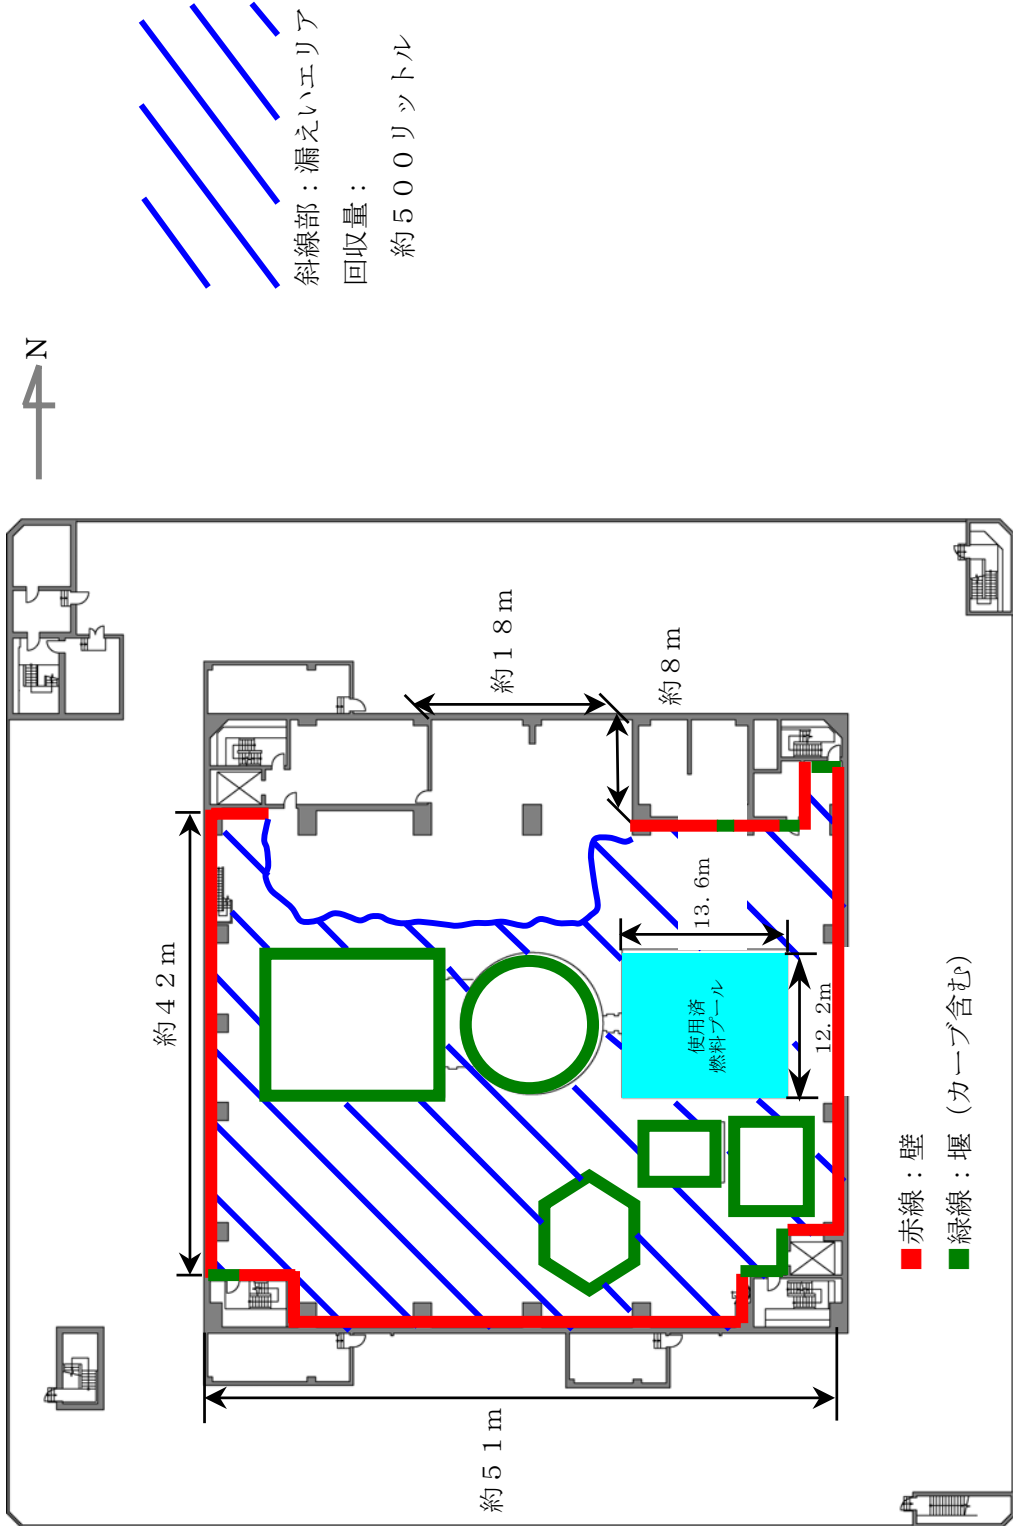 N
斜線部：漏えいエリア
回収量：
約５００リットル
約１８ｍ
約８ｍ
約４２ｍ
13.6m
使用済
燃料プール
12.2m
約５１ｍ
赤線：壁
緑線：堰（カーブ含む）